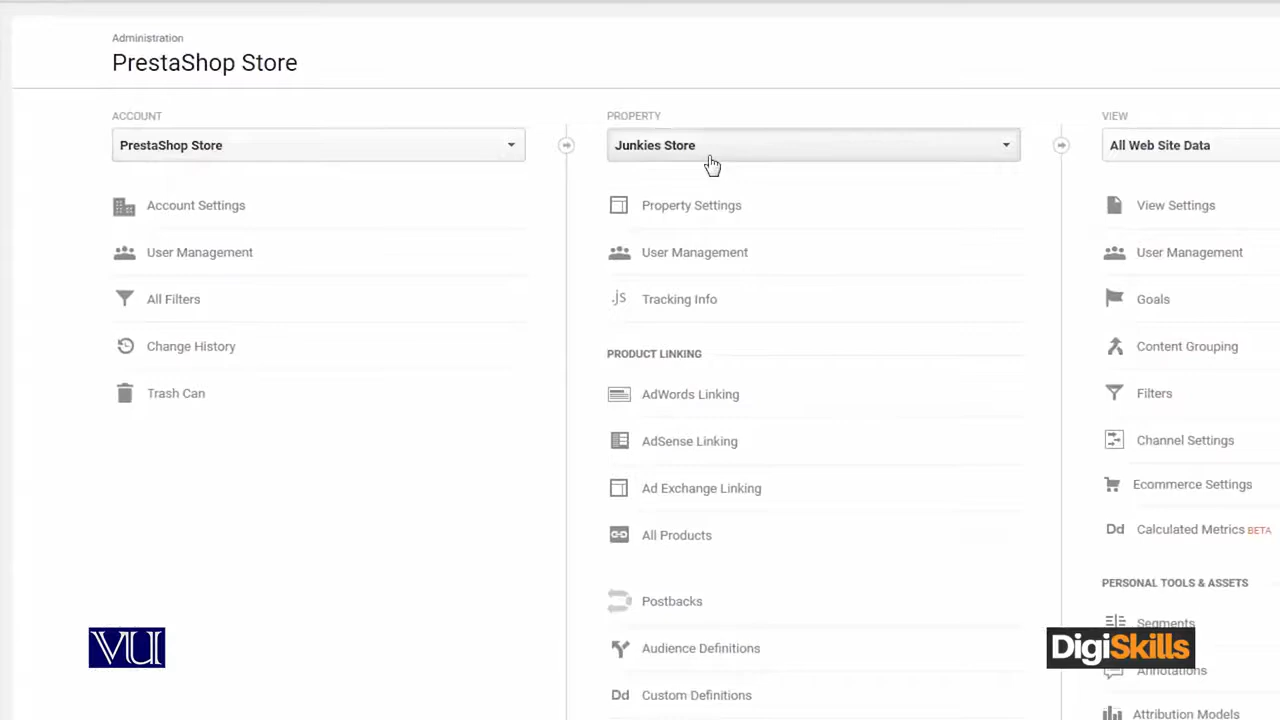 Administration
PrestaShop Store
ACCOUNT
PrestaShop Store
Account Settings
User Management
All Filters
Change History
Trash Can
PROPERTY
Junkies Store
Property Settings
User Management
.js Tracking Info
PRODUCT LINKING
AdWords Linking
AdSense Linking
Ad Exchange Linking
All Products
Postbacks
Audience Definitions
Dd Custom Definitions
VIEW
All Web Site Data
View Settings
User Management
Goals
Content Grouping
Filters
Channel Settings
Ecommerce Settings
Dd Calculated Metrics BETA
PERSONAL TOOLS & ASSETS
Segments
Annotations
Attribution Models
VU
DigiSkills